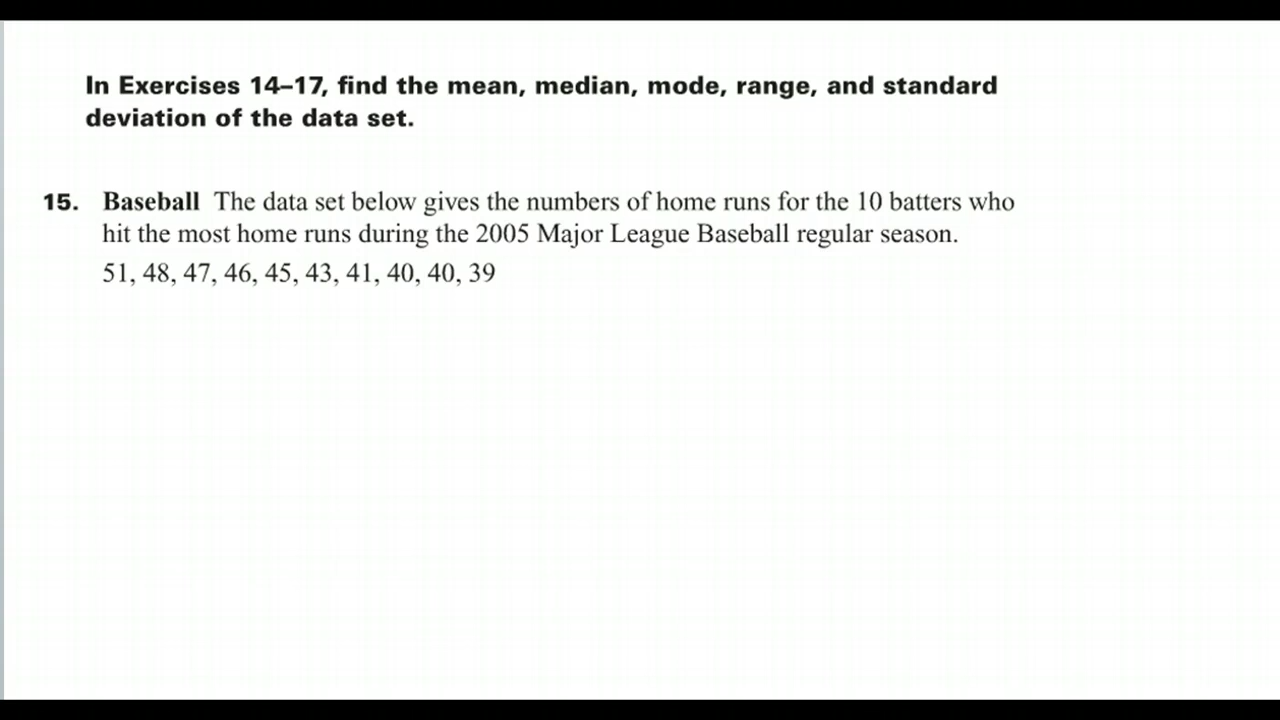 In Exercises 14–17, find the mean, median, mode, range, and standard
deviation of the data set.
15. Baseball The data set below gives the numbers of home runs for the 10 batters who
hit the most home runs during the 2005 Major League Baseball regular season.
51, 48, 47, 46, 45, 43, 41, 40, 40, 39